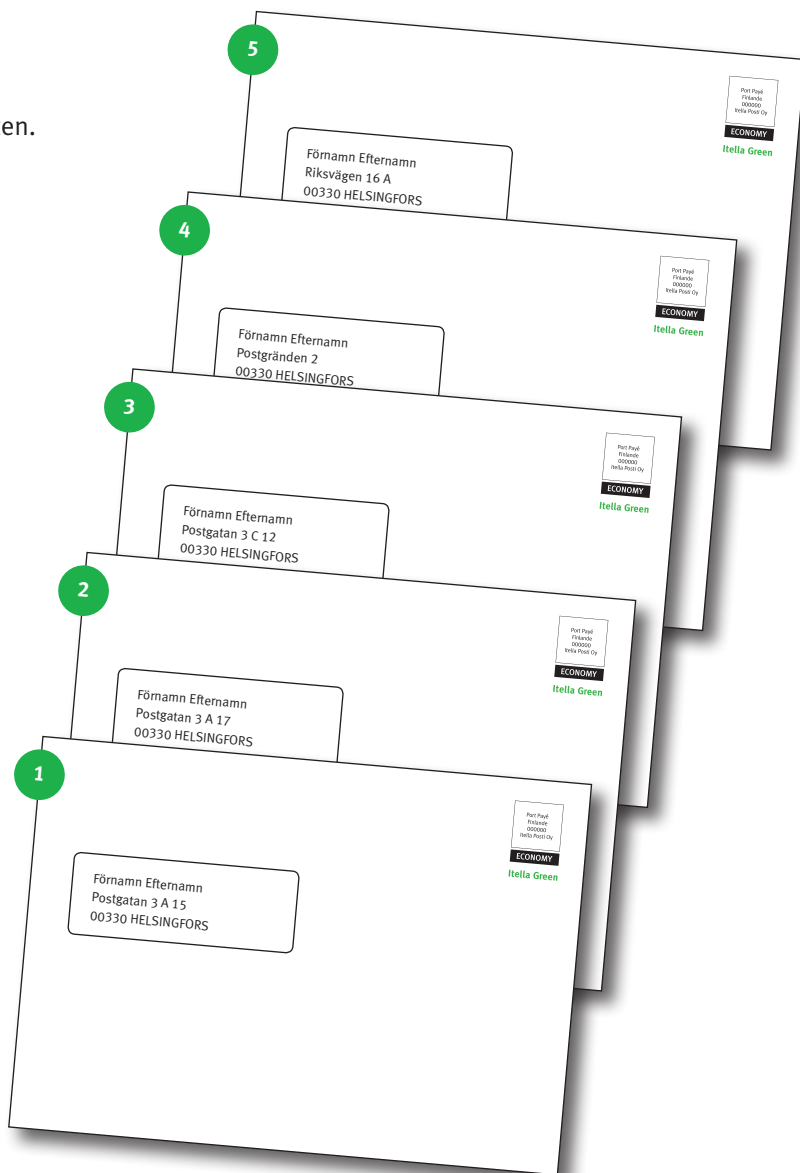 en.
5
Port Payé
Finlande
000000
Itella Posti Oy
ECONOMY
Itella Green
Förnamn Efternamn
Riksvägen 16 A
00330 HELSINGFORS
4
Port Payé
Finlande
000000
Itella Posti Oy
ECONOMY
Itella Green
Förnamn Efternamn
Postgränden 2
00330 HELSINGFORS
3
Port Payé
Finlande
000000
Itella Posti Oy
ECONOMY
Itella Green
Förnamn Efternamn
Postgatan 3 C 12
00330 HELSINGFORS
2
Port Payé
Finlande
000000
Itella Posti Oy
ECONOMY
Itella Green
Förnamn Efternamn
Postgatan 3 A 17
00330 HELSINGFORS
1
Port Payé
Finlande
000000
Itella Posti Oy
ECONOMY
Itella Green
Förnamn Efternamn
Postgatan 3 A 15
00330 HELSINGFORS